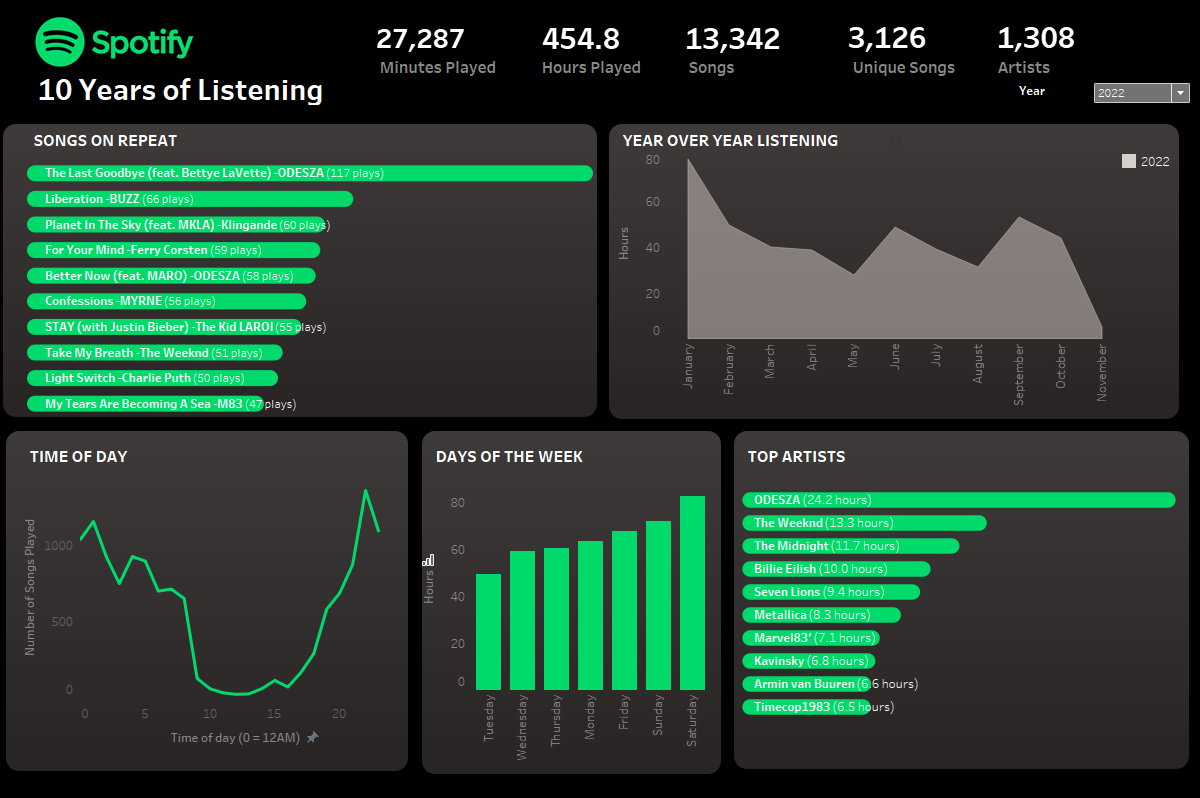 Spotify
10 Years of Listening
27,287
Minutes Played
454.8
Hours Played
13,342
Songs
3,126
Unique Songs
1,308
Artists
Year
2022
SONGS ON REPEAT
The Last Goodbye (feat. Bettye LaVette) -ODESZA (117 plays)
Liberation -BUZZ (66 plays)
Planet In The Sky (feat. MKLA) -Klingande (60 plays)
For Your Mind -Ferry Corsten (59 plays)
Better Now (feat. MARO) -ODESZA (58 plays)
Confessions -MYRNE (56 plays)
STAY (with Justin Bieber) -The Kid LAROI (55 plays)
Take My Breath -The Weeknd (51 plays)
Light Switch -Charlie Puth (50 plays)
My Tears Are Becoming A Sea -M83 (47 plays)
YEAR OVER YEAR LISTENING
2022
Hours
80
60
40
20
0
January
February
March
April
May
June
July
August
September
October
November
TIME OF DAY
Number of Songs Played
1000
500
0
0
5
10
15
20
Time of day (0 = 12AM)
DAYS OF THE WEEK
Hours
80
60
40
20
0
Tuesday
Wednesday
Thursday
Monday
Friday
Sunday
Saturday
TOP ARTISTS
ODESZA (24.2 hours)
The Weeknd (13.3 hours)
The Midnight (11.7 hours)
Billie Eilish (10.0 hours)
Seven Lions (9.4 hours)
Metallica (8.3 hours)
Marvel83' (7.1 hours)
Kavinsky (6.8 hours)
Armin van Buuren (6.6 hours)
Timecop1983 (6.5 hours)